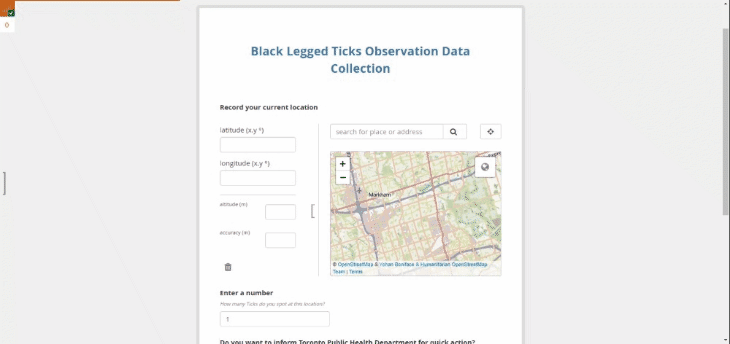 0
Black Legged Ticks Observation Data
Collection
Record your current location
latitude (x.y °)
search for place or address
longitude (x.y °)
+
−
Markham
altitude (m)
accuracy (m)
© OpenStreetMap & Yohan Boniface & Humanitarian OpenStreetMap
Team | Terms
Enter a number
How many Ticks do you spot at this location?
1
Do you want to inform Toronto Public Health Department for quick action?